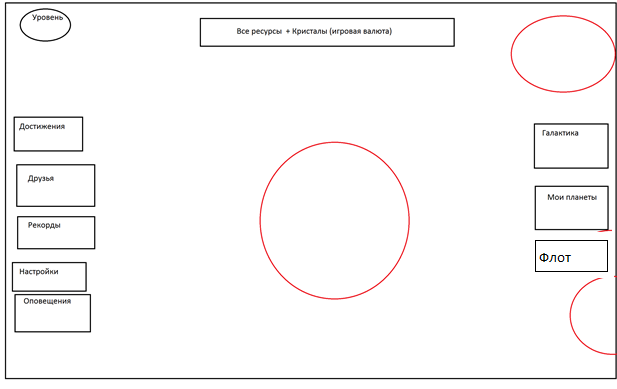 Уровень
Все ресурсы + Кристалы (игровая валюта)
Достижения
Друзья
Рекорды
Настройки
Оповещения
Галактика
Мои планеты
Флот